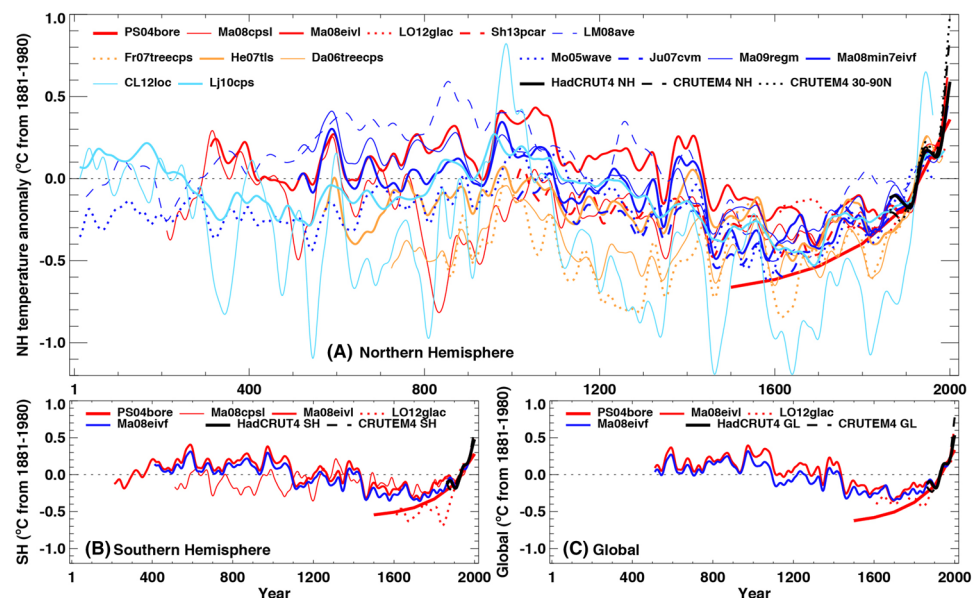 NH temperature anomaly (°C from 1881-1980)
1.0
PS04bore Ma08cpsl Ma08eivl LO12glac Sh13pcar LM08ave
Fr07treecps He07tls Da06treecps Mo05wave Ju07cvm Ma09regm Ma08min7eivf
CL12loc Lj10cps HadCRUT4 NH CRUTEM4 NH CRUTEM4 30-90N
0.5
0.0
-0.5
-1.0
(A) Northern Hemisphere
1 400 800 1200 1600 2000
SH (°C from 1881-1980)
1.0
PS04bore Ma08cpsl Ma08eivl LO12glac
Ma08eivf HadCRUT4 SH CRUTEM4 SH
0.5
0.0
-0.5
-1.0
(B) Southern Hemisphere
1 400 800 1200 1600 2000
Year
Global (°C from 1881-1980)
1.0
PS04bore Ma08eivl LO12glac
Ma08eivf HadCRUT4 GL CRUTEM4 GL
0.5
0.0
-0.5
-1.0
(C) Global
1 400 800 1200 1600 2000
Year